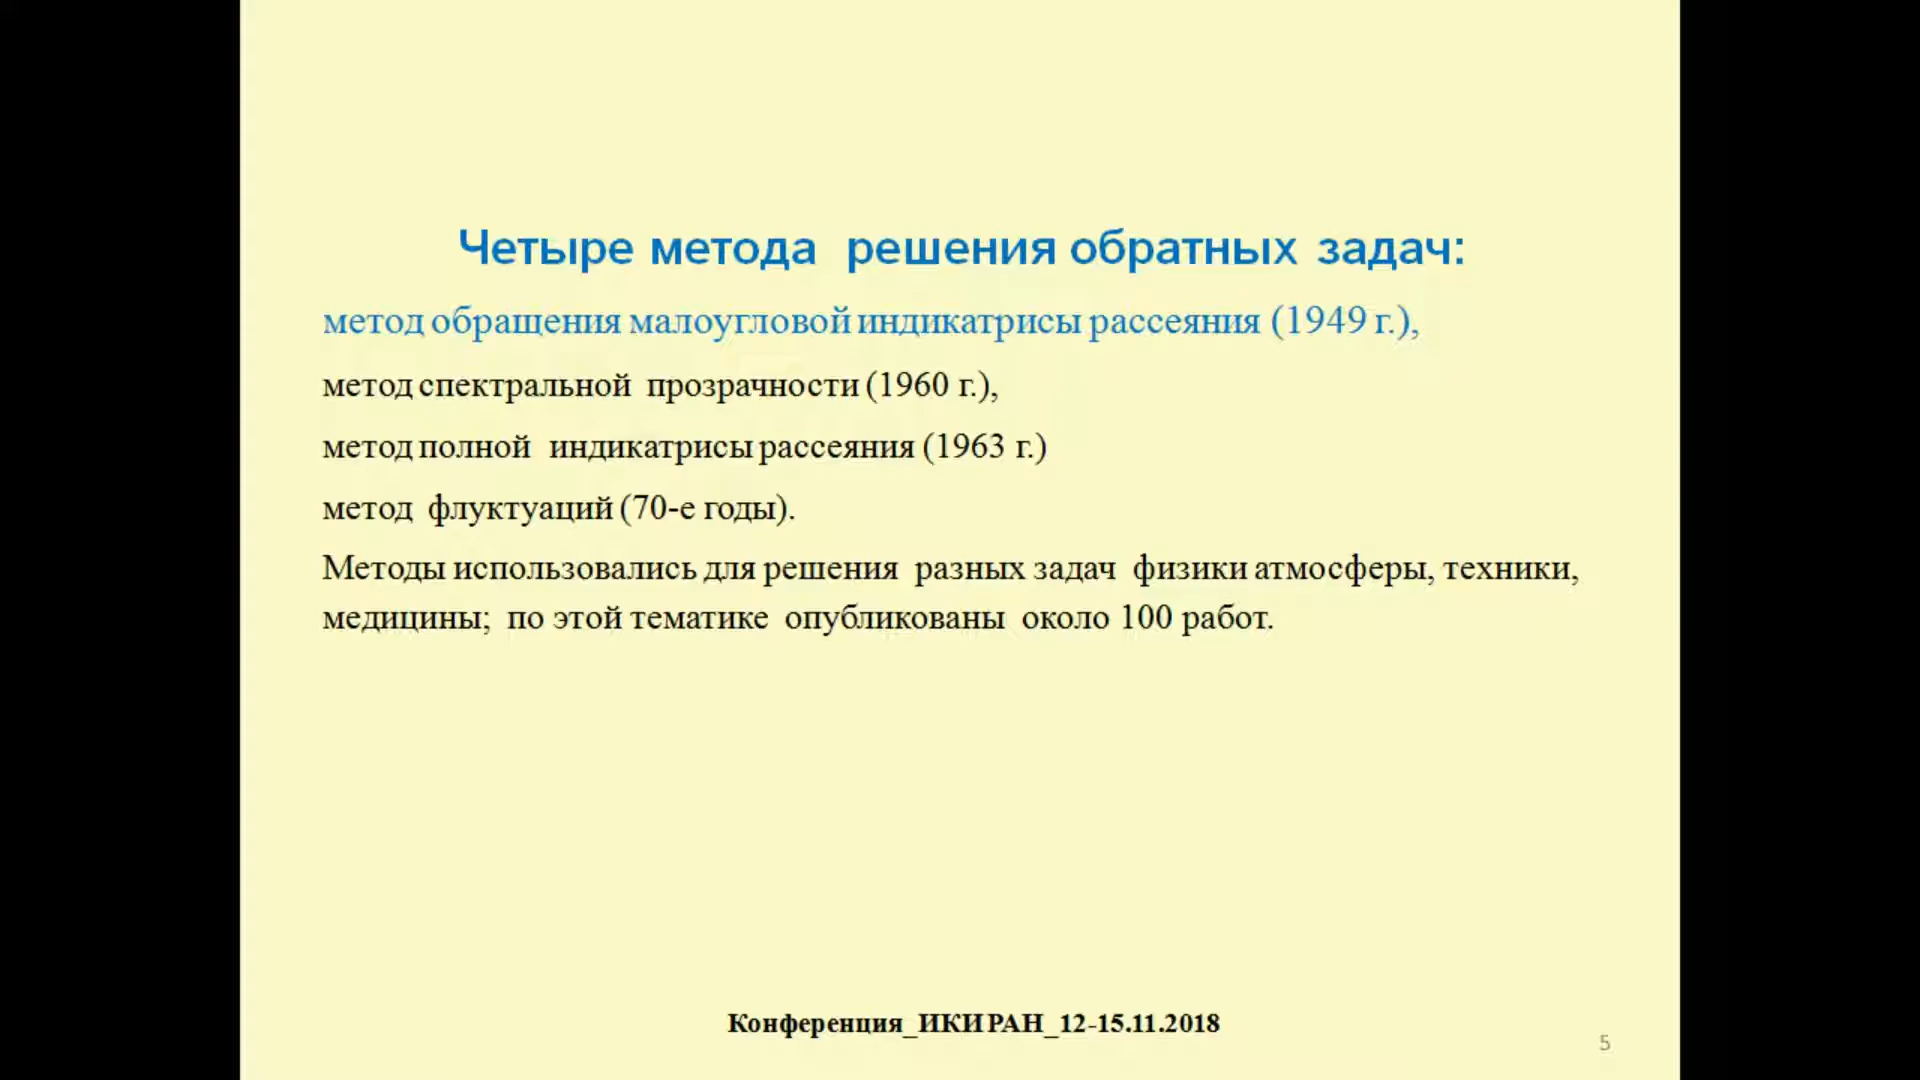 Четыре метода решения обратных задач:
метод обращения малоугловой индикатрисы рассеяния (1949 г.),
метод спектральной прозрачности (1960 г.),
метод полной индикатрисы рассеяния (1963 г.)
метод флуктуаций (70-е годы).
Методы использовались для решения разных задач физики атмосферы, техники,
медицины; по этой тематике опубликованы около 100 работ.
Конференция_ИКИ РАН_12-15.11.2018
5